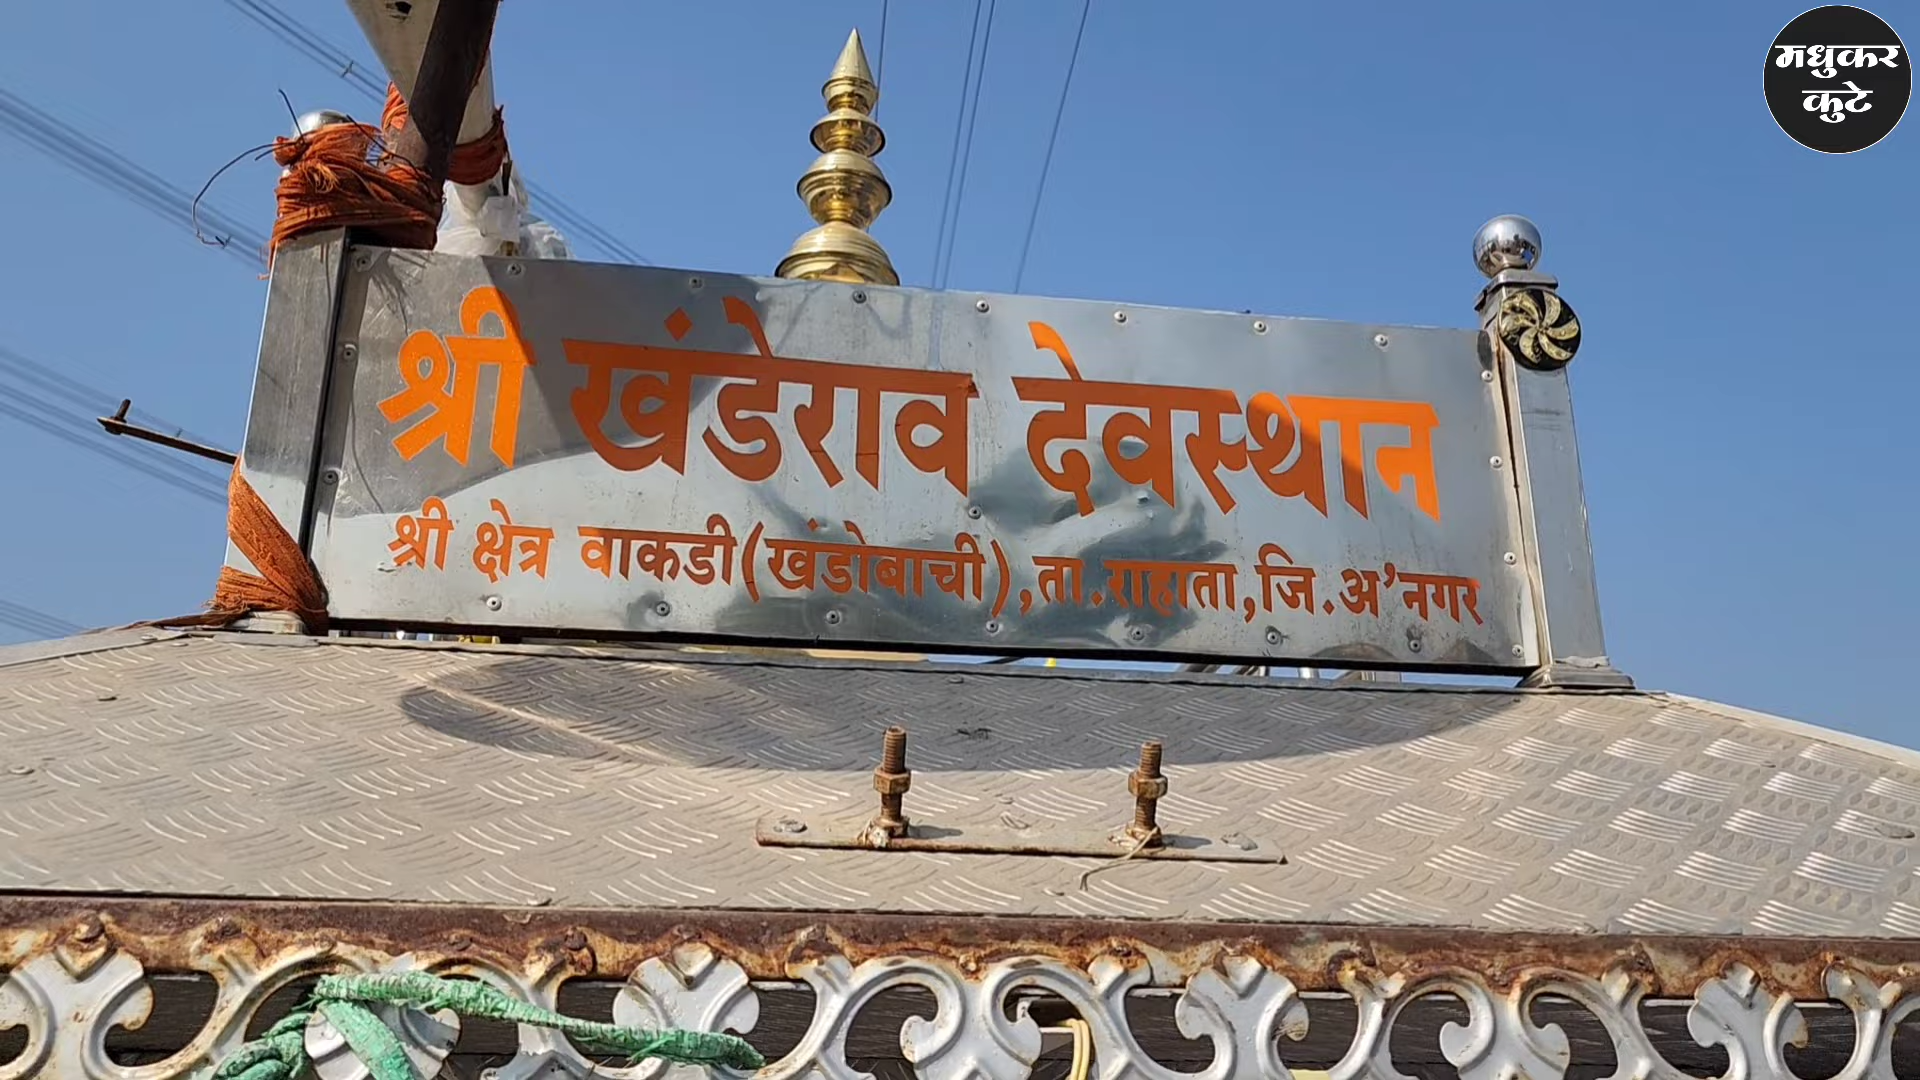 मधुकर
कुटे
श्री खंडेराव देवस्थान
श्री क्षेत्र वाकडी(खंडोबाची),ता.राहाता,जि.अ'नगर